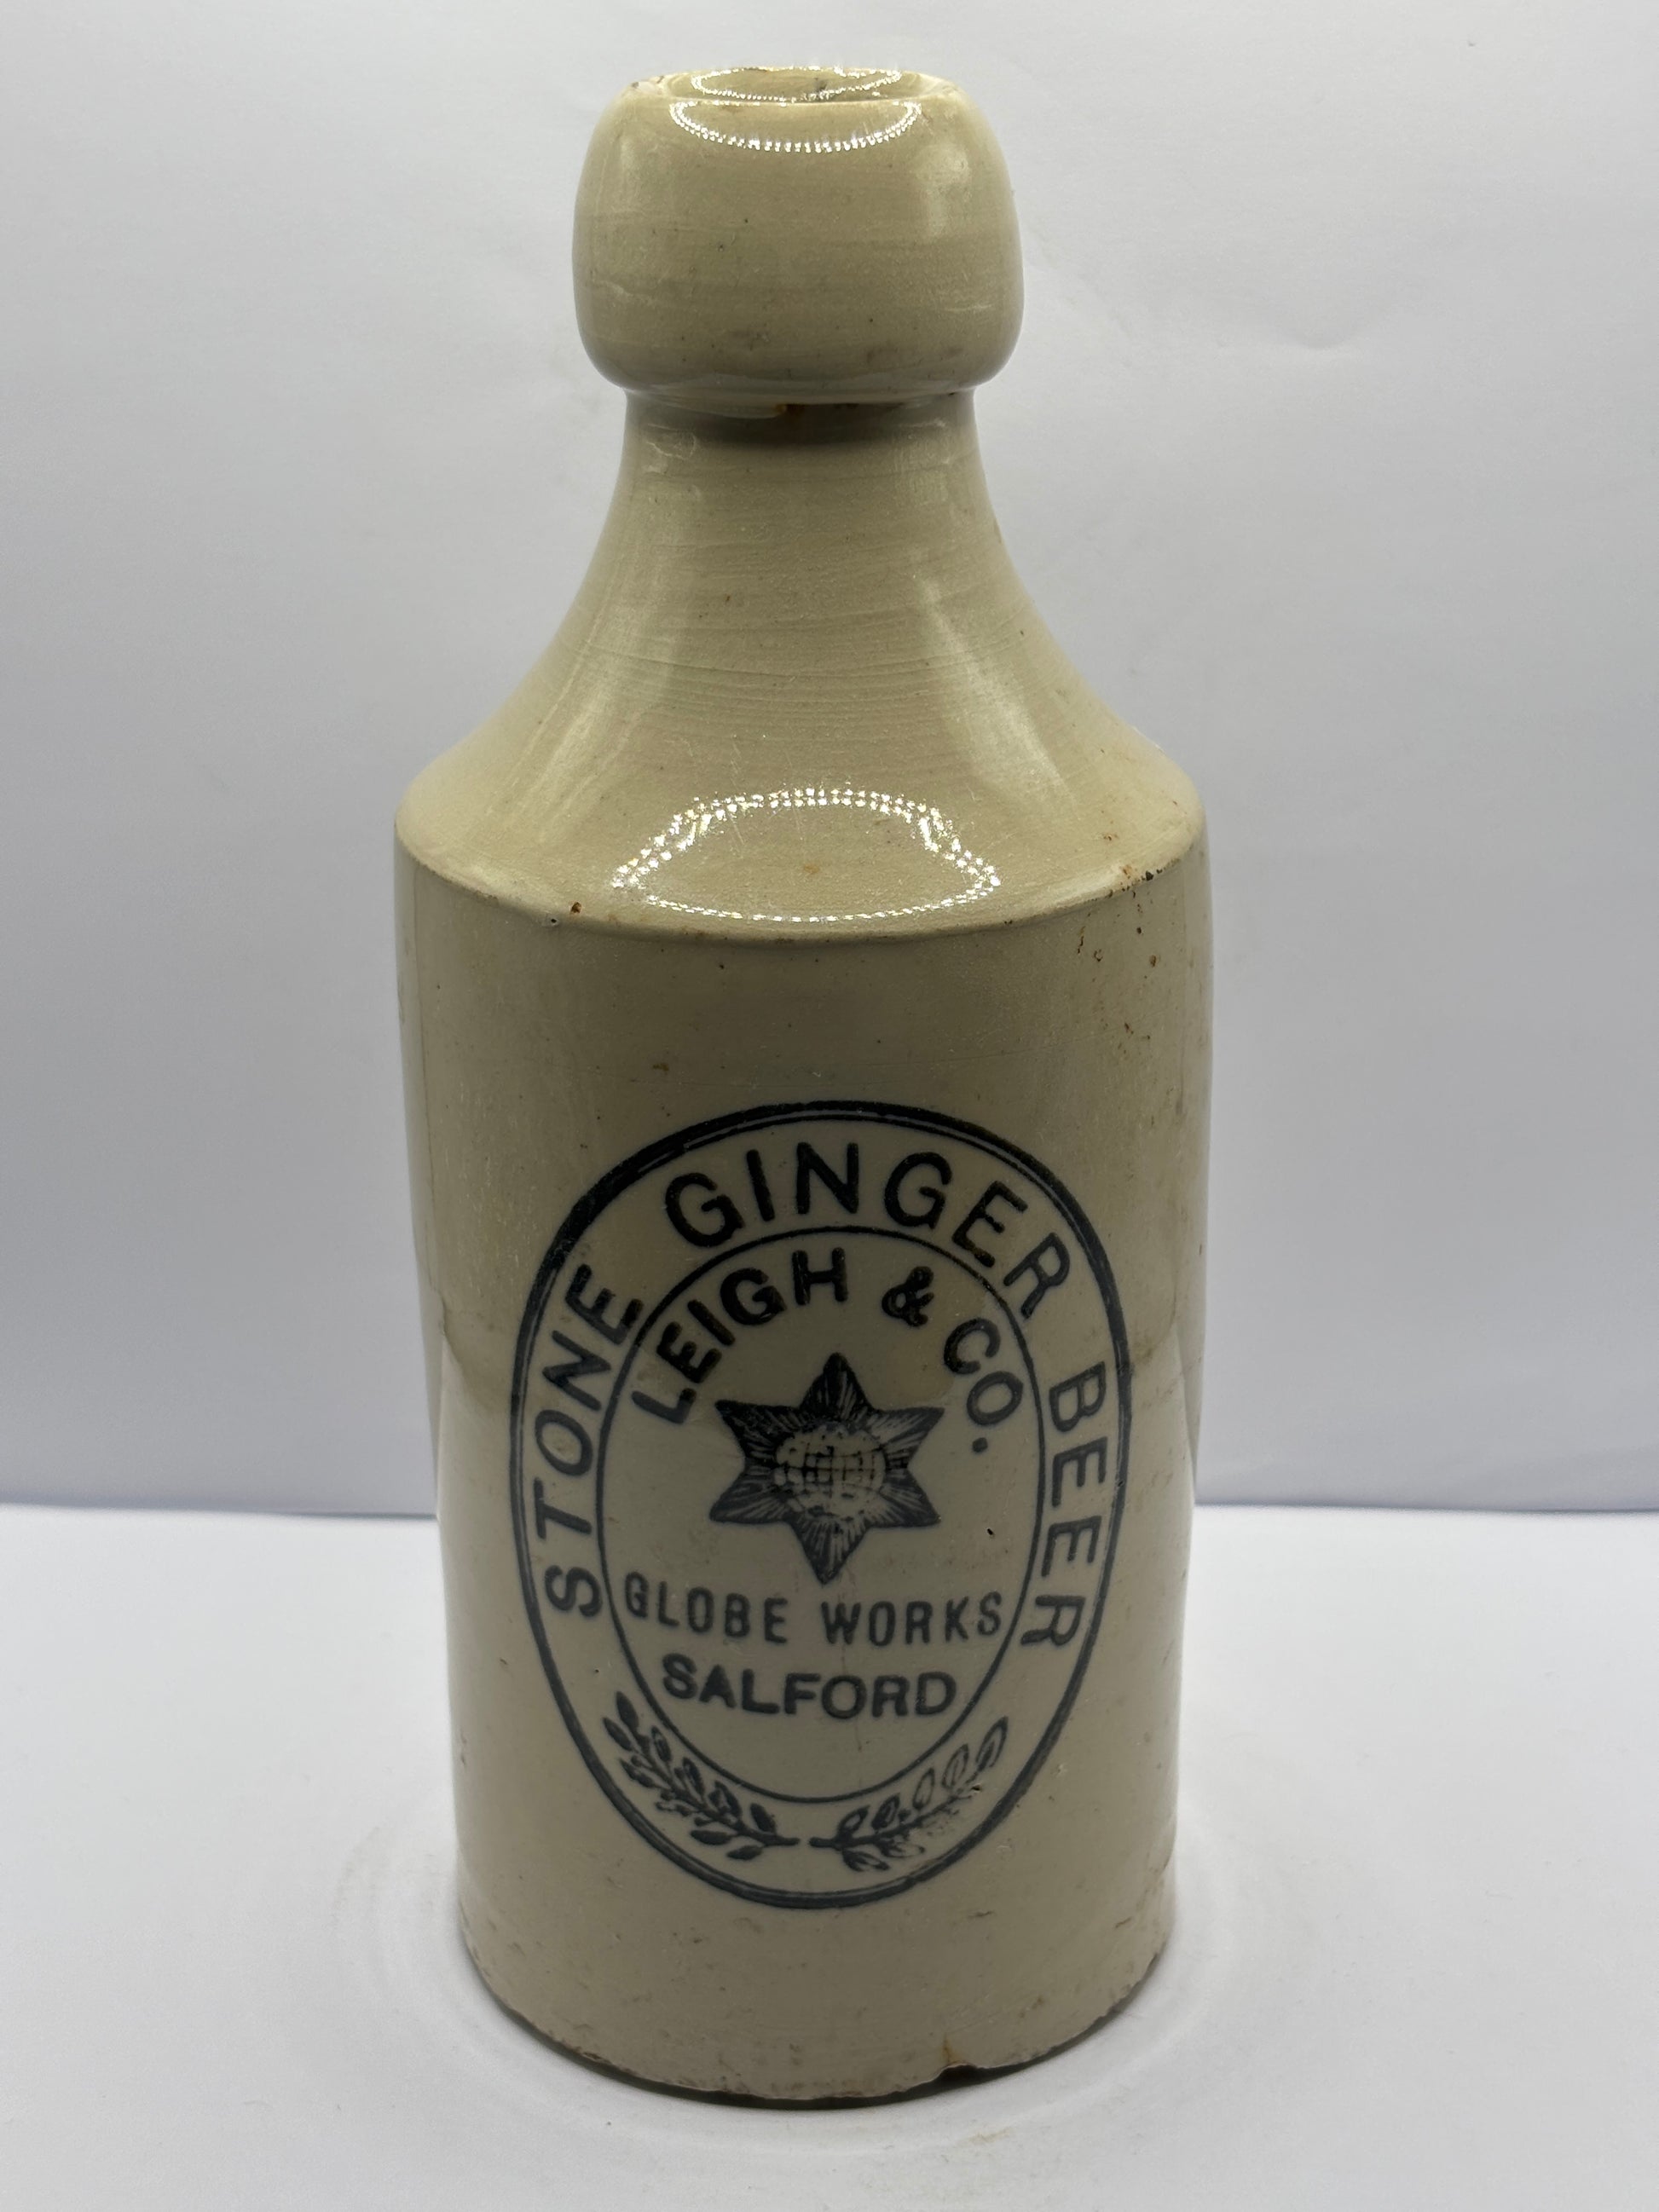 STONE GINGER BEER
LEIGH & CO.
GLOBE WORKS
SALFORD